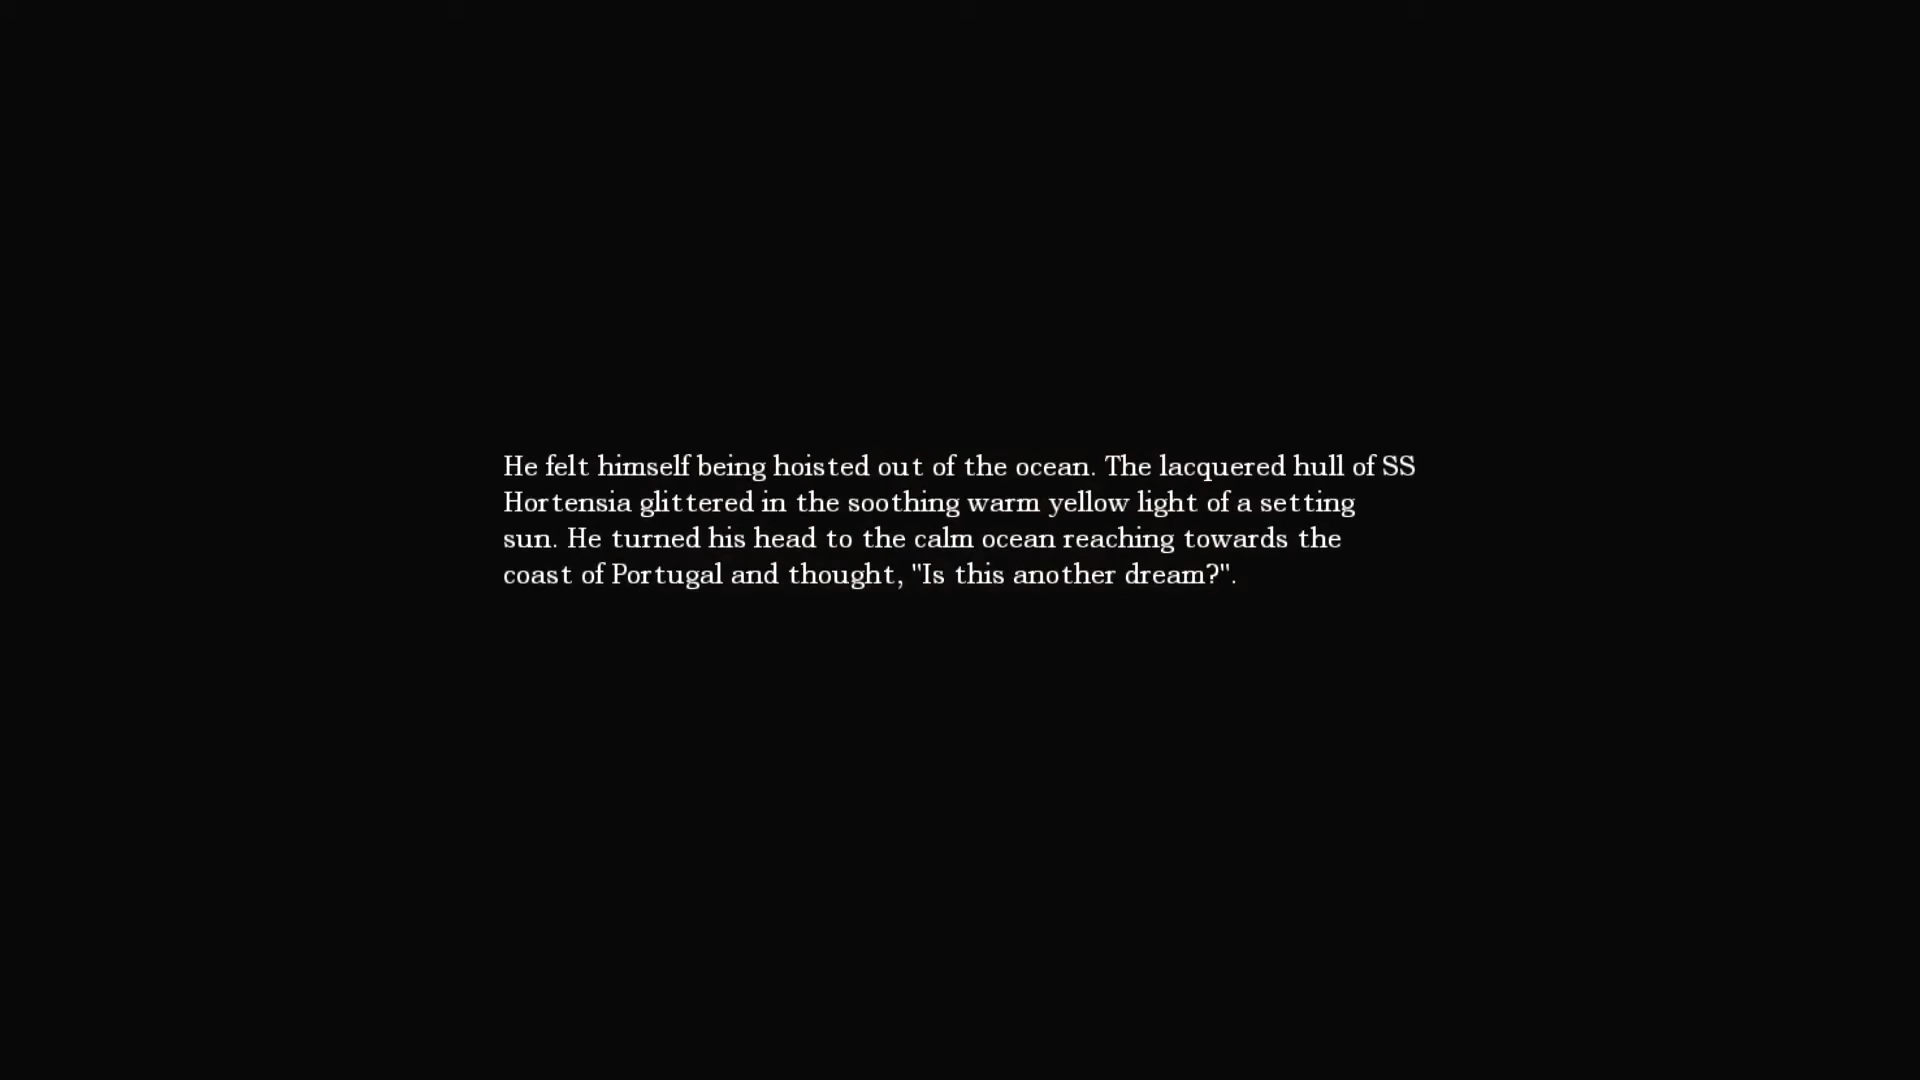 He felt himself being hoisted out of the ocean. The lacquered hull of SS
Hortensia glittered in the soothing warm yellow light of a setting
sun. He turned his head to the calm ocean reaching towards the
coast of Portugal and thought, "Is this another dream?".